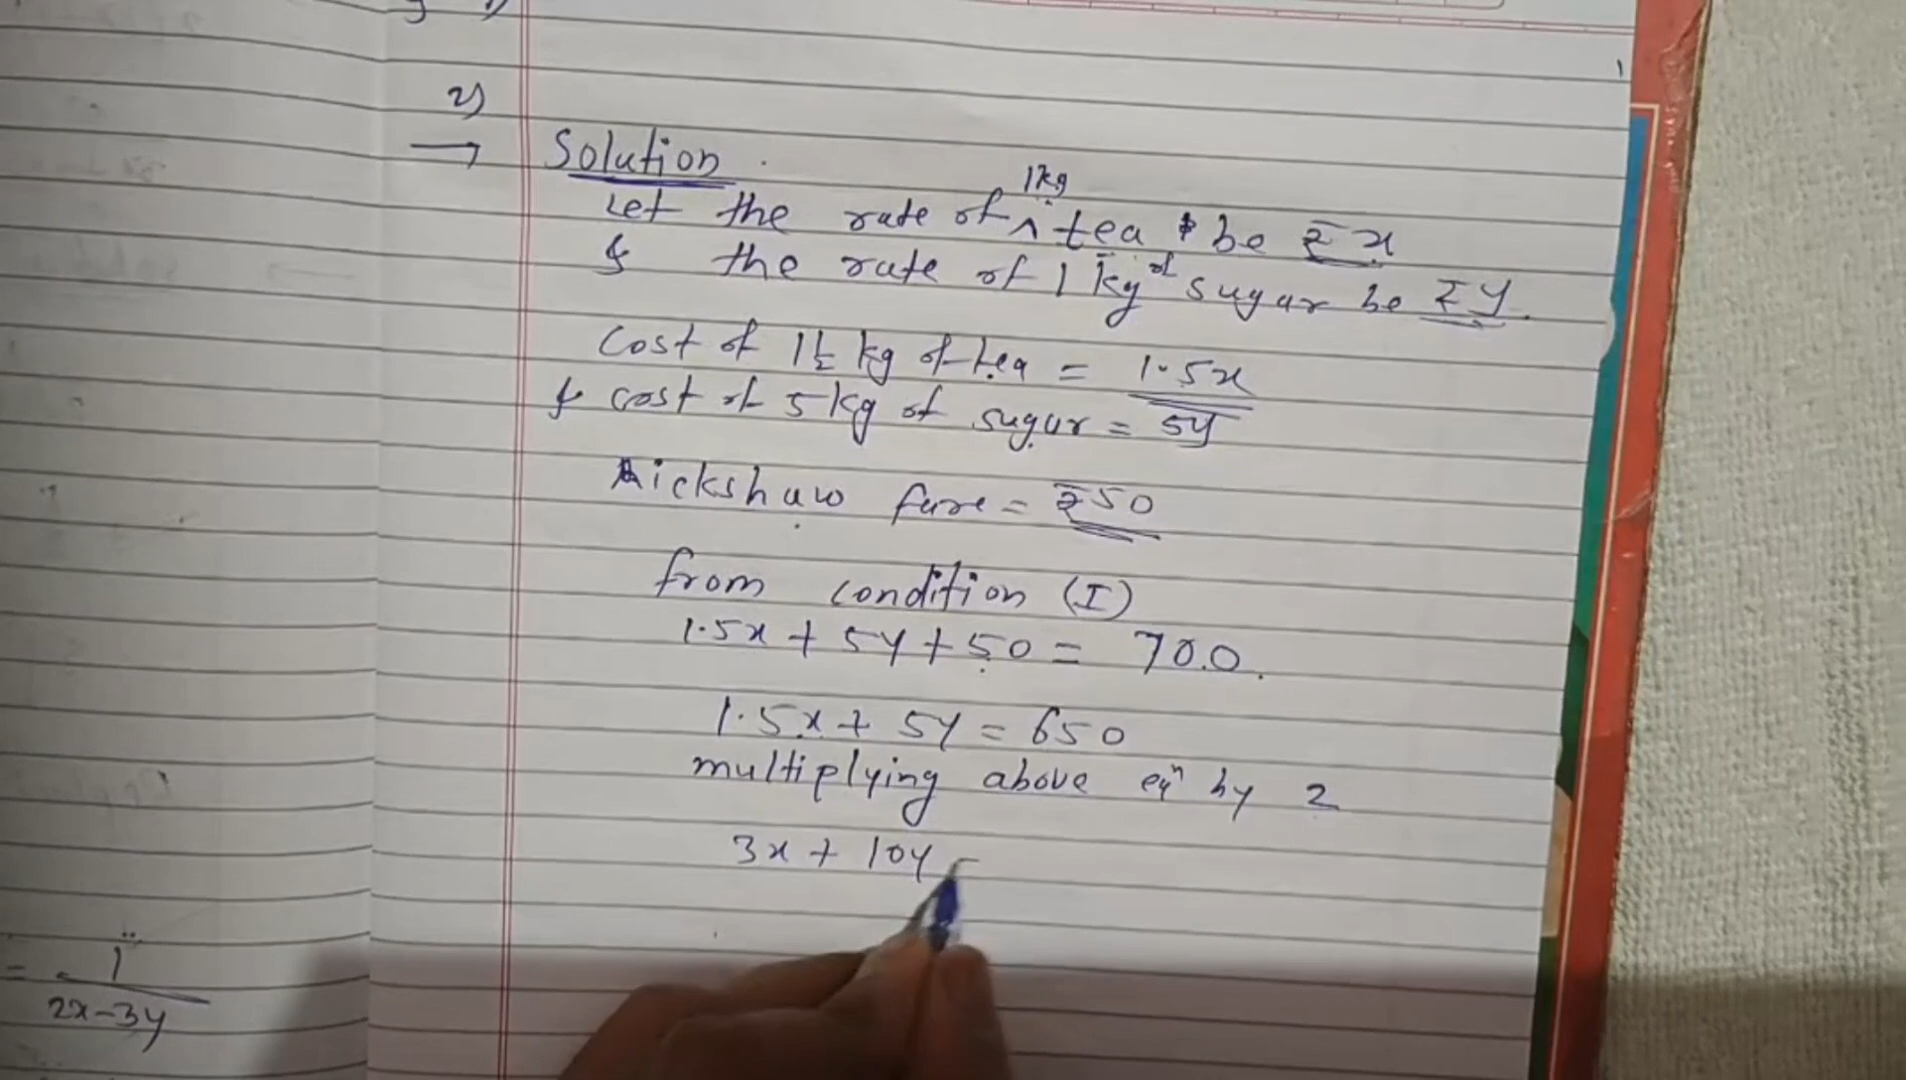 2)
→ Solution.
1kg
Let the rate of ^ tea be ₹ x
& the rate of 1 kg of sugar be ₹ y.
Cost of 1½ kg of tea = 1.5x
& cost of 5 kg of sugar = 5y
Rickshaw fare = ₹50
from condition (I)
1.5x + 5y + 50 = 700.
1.5x + 5y = 650
multiplying above eqⁿ by 2
3x + 10y
= 1
2x-3y